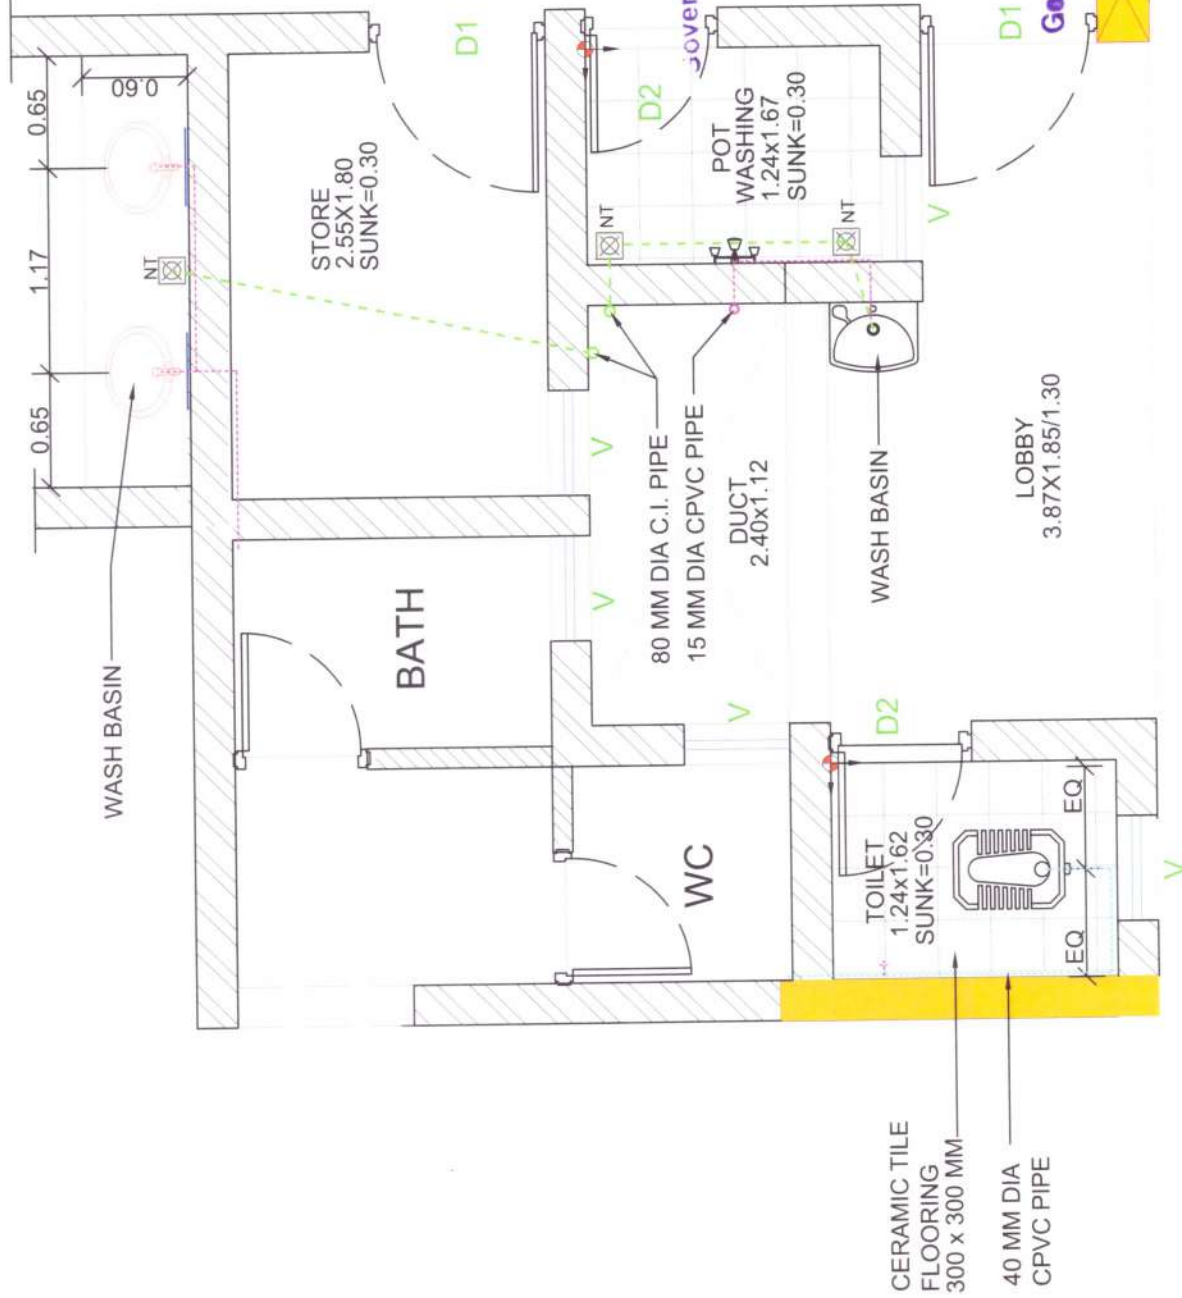 0.65
1.17
0.65
0.60
WASH BASIN
NT
STORE
2.55X1.80
SUNK=0.30
D1
D2
POT
WASHING
1.24x1.67
SUNK=0.30
NT
NT
D1
V
V
V
V
BATH
WC
80 MM DIA C.I. PIPE
15 MM DIA CPVC PIPE
DUCT
2.40x1.12
WASH BASIN
LOBBY
3.87X1.85/1.30
D2
TOILET
1.24x1.62
SUNK=0.30
EQ
EQ
V
CERAMIC TILE
FLOORING
300 x 300 MM
40 MM DIA
CPVC PIPE